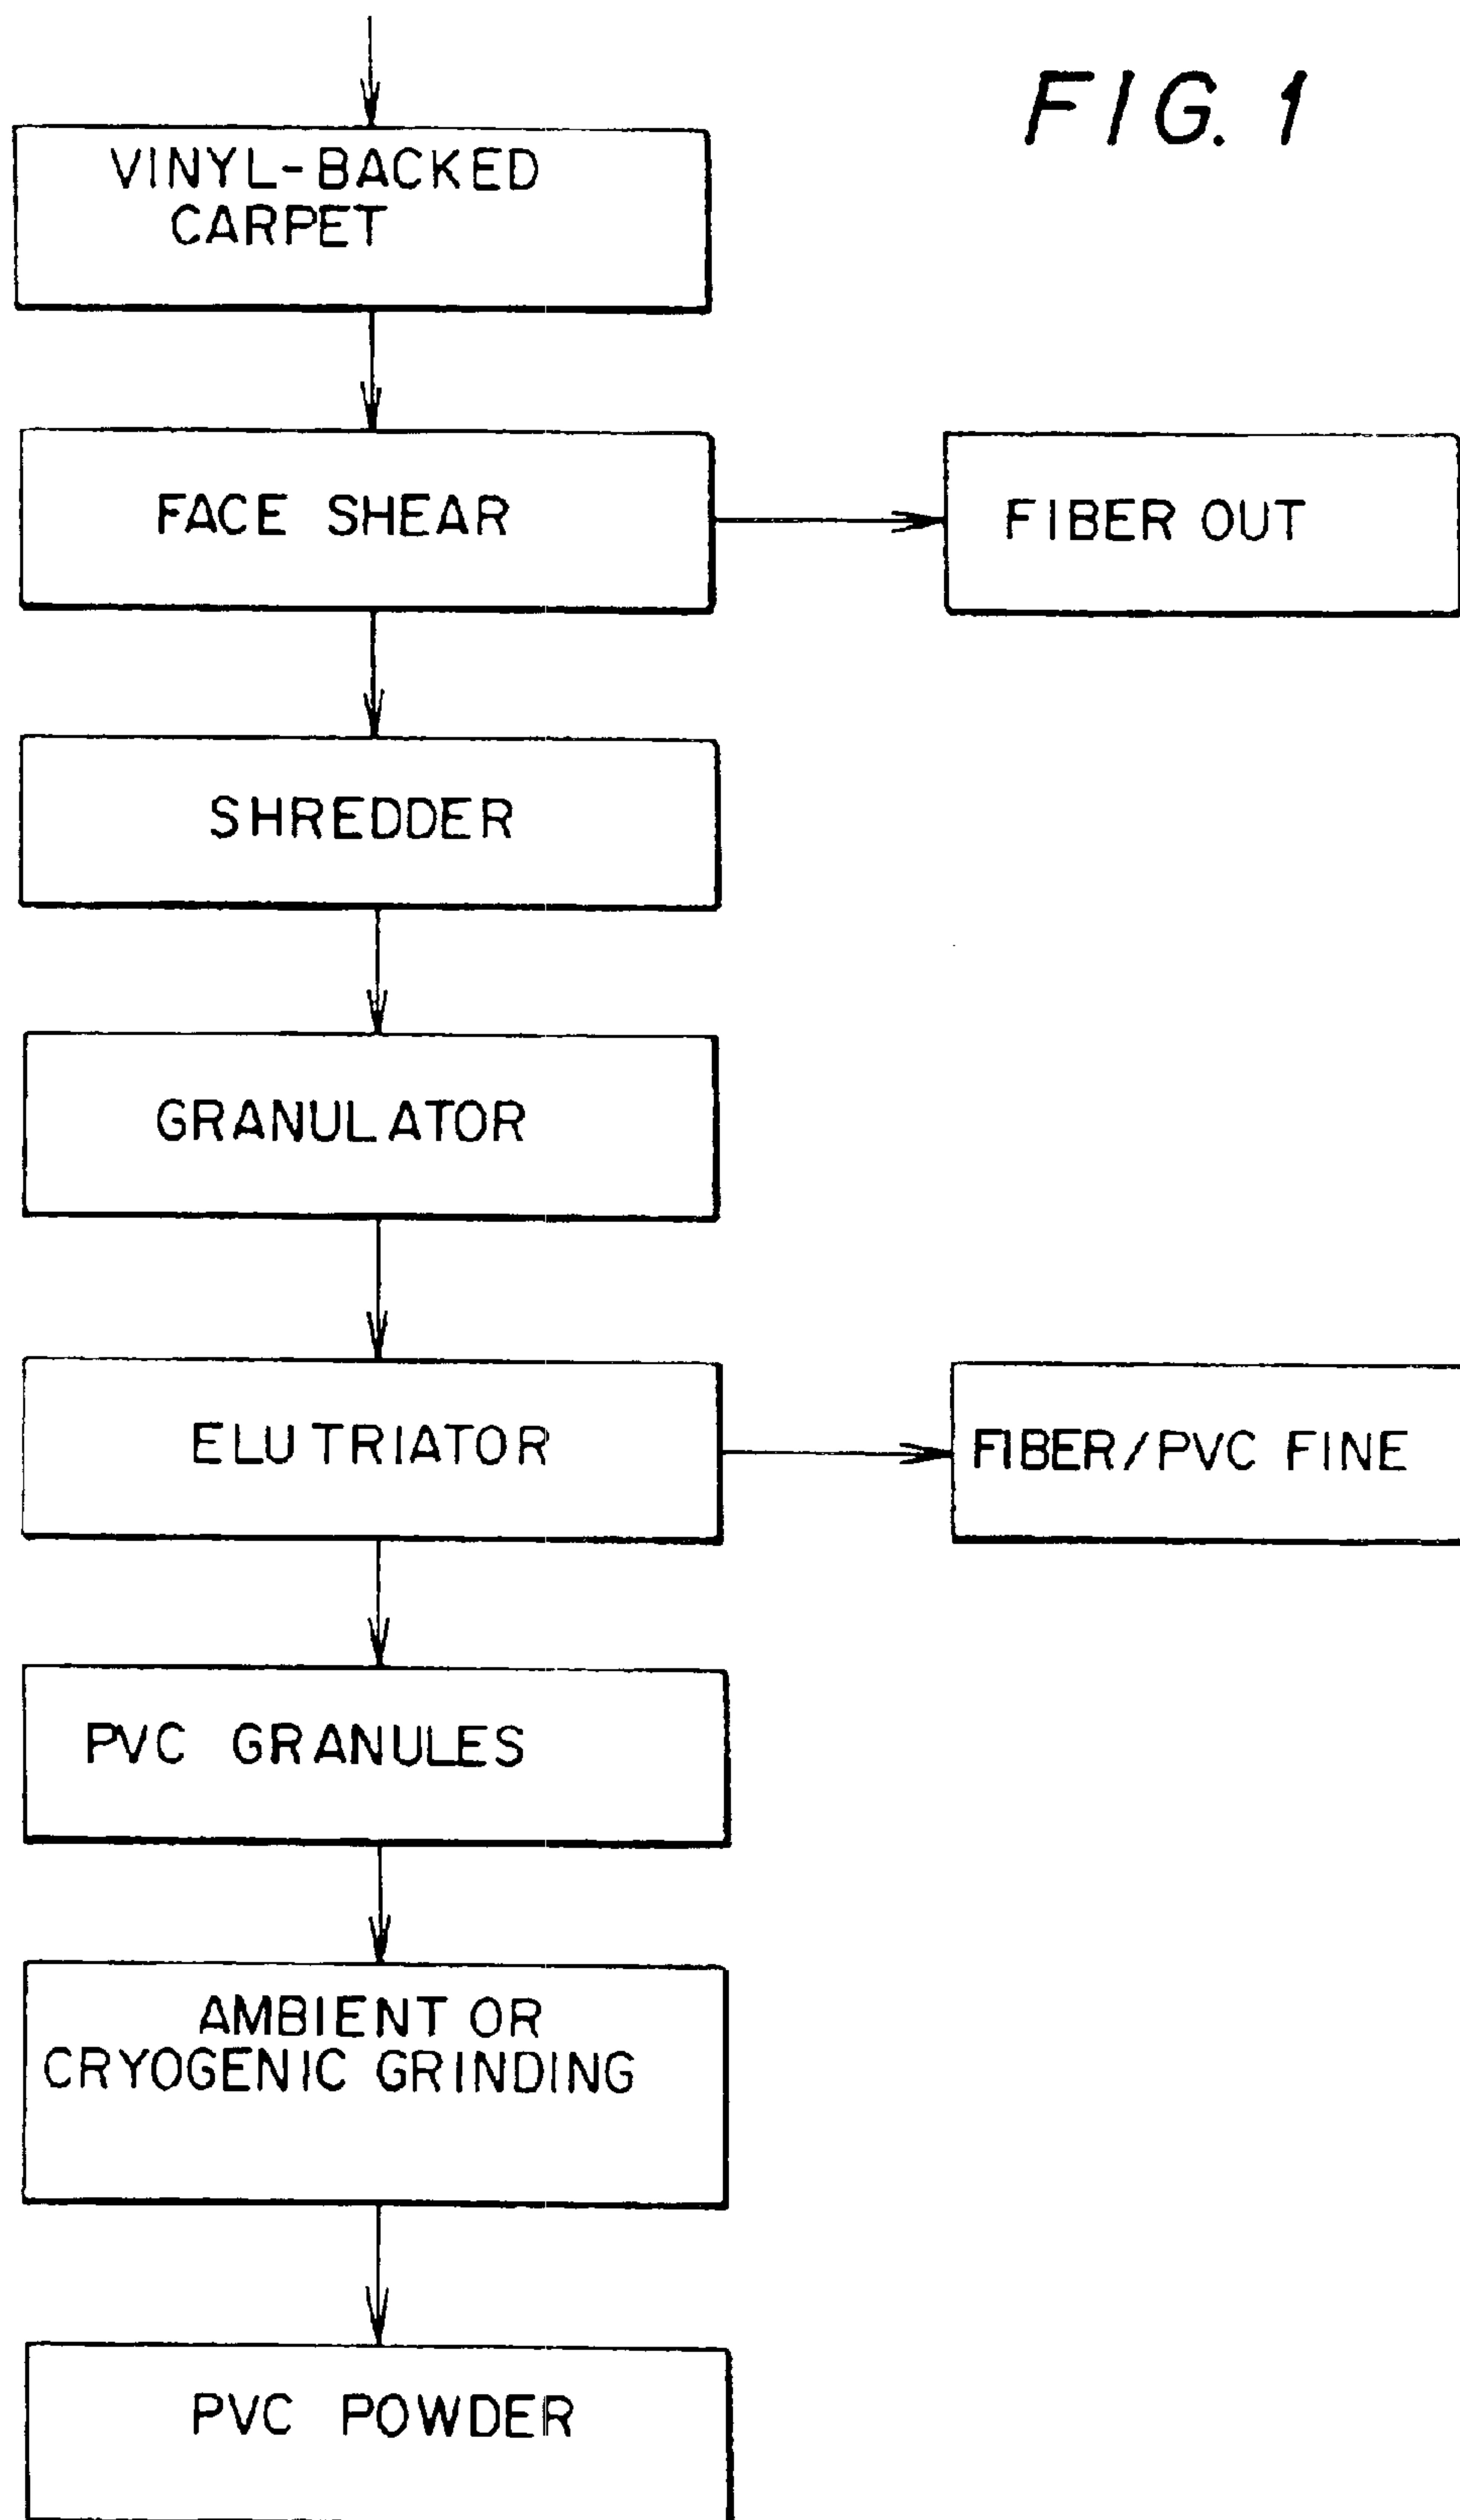 FIG. 1
VINYL-BACKED
CARPET
FACE SHEAR
FIBER OUT
SHREDDER
GRANULATOR
ELUTRIATOR
FIBER/PVC FINE
PVC GRANULES
AMBIENT OR
CRYOGENIC GRINDING
PVC POWDER